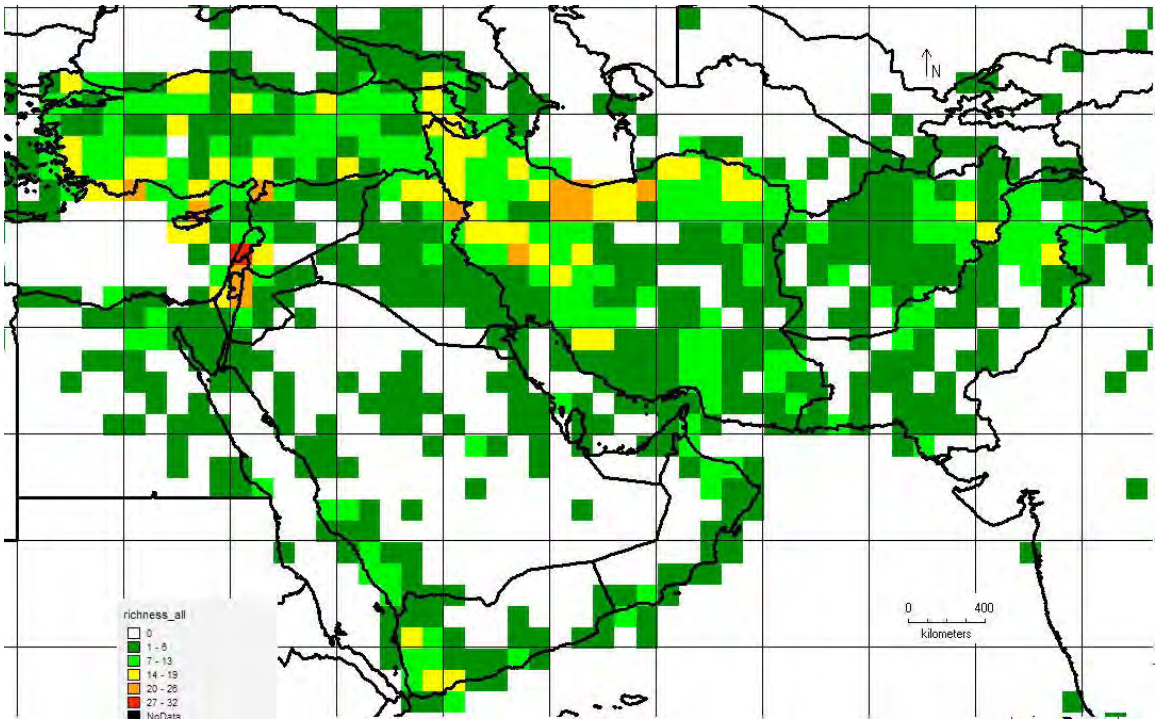 N
0 400
kilometers
richness_all
0
1 - 6
7 - 13
14 - 19
20 - 26
27 - 32
NoData